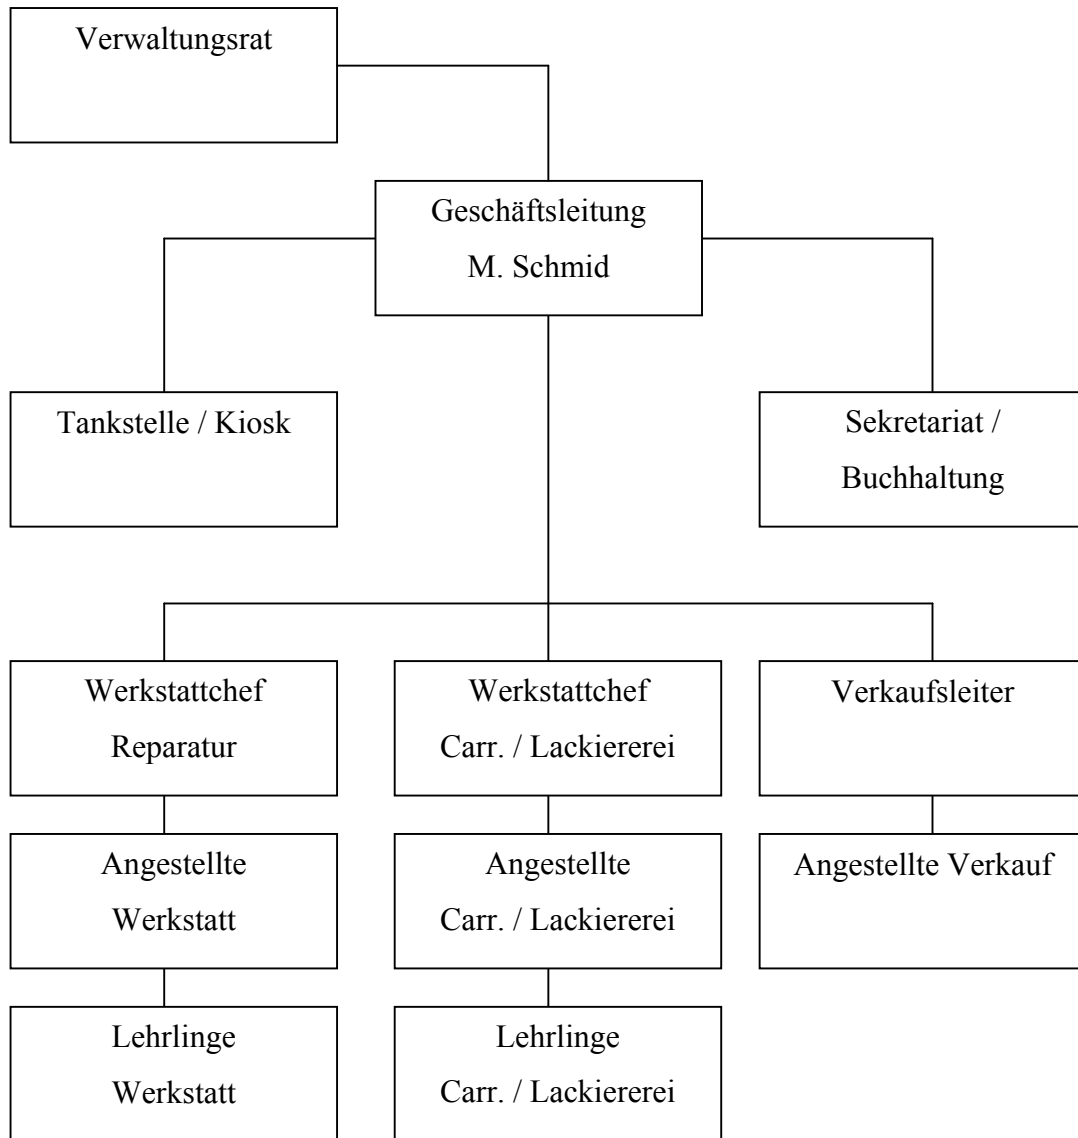 Verwaltungsrat
Geschäftsleitung
M. Schmid
Tankstelle / Kiosk
Sekretariat /
Buchhaltung
Werkstattchef
Reparatur
Werkstattchef
Carr. / Lackiererei
Verkaufsleiter
Angestellte
Werkstatt
Angestellte
Carr. / Lackiererei
Angestellte Verkauf
Lehrlinge
Werkstatt
Lehrlinge
Carr. / Lackiererei